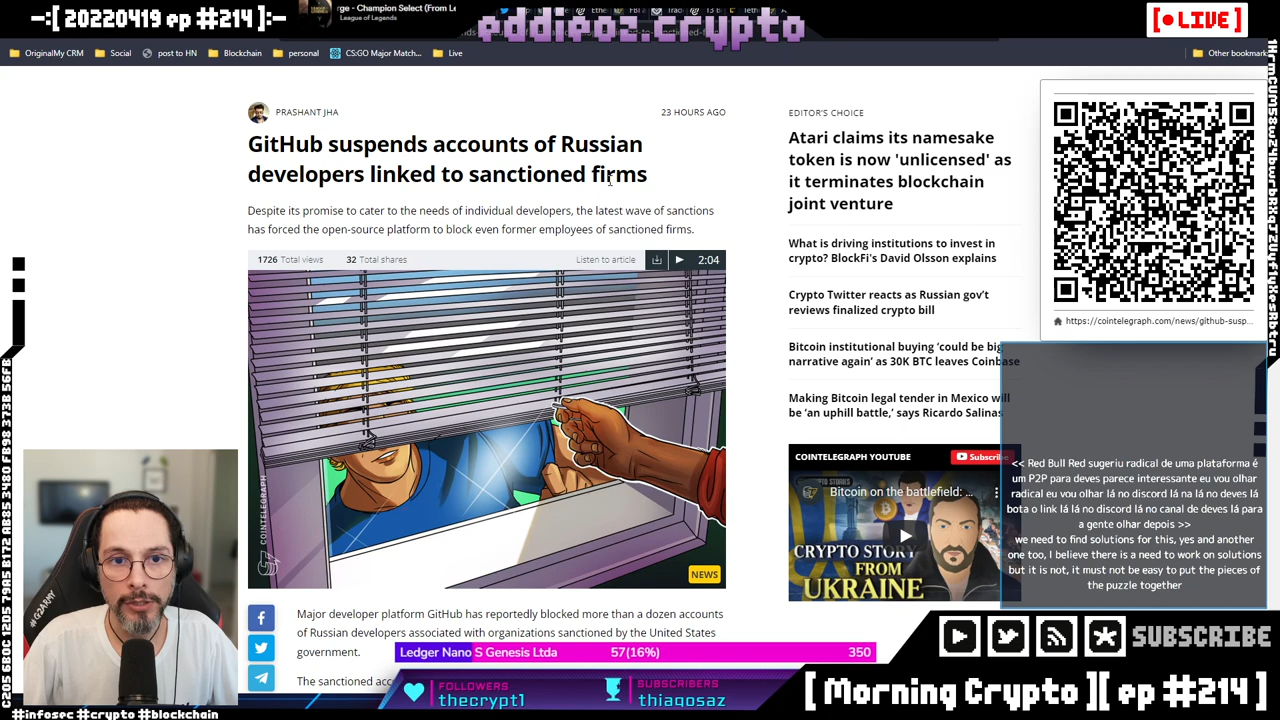 -:[ 20220419 ep #214 ]:-
rge - Champion Select (From Le
League of Legends
eddieoz.crypto
[●LIVE]
OriginalMy CRM
Social
post to HN
Blockchain
personal
CS:GO Major Match...
Live
Other bookmark
PRASHANT JHA
23 HOURS AGO
GitHub suspends accounts of Russian
developers linked to sanctioned firms
Despite its promise to cater to the needs of individual developers, the latest wave of sanctions
has forced the open-source platform to block even former employees of sanctioned firms.
1726 Total views
32 Total shares
Listen to article
2:04
COINTELEGRAPH
NEWS
Major developer platform GitHub has reportedly blocked more than a dozen accounts
of Russian developers associated with organizations sanctioned by the United States
government.
The sanctioned acc
EDITOR'S CHOICE
Atari claims its namesake
token is now 'unlicensed' as
it terminates blockchain
joint venture
What is driving institutions to invest in
crypto? BlockFi's David Olsson explains
Crypto Twitter reacts as Russian gov't
reviews finalized crypto bill
Bitcoin institutional buying 'could be big
narrative again' as 30K BTC leaves Coinbase
Making Bitcoin legal tender in Mexico will
be 'an uphill battle,' says Ricardo Salinas
COINTELEGRAPH YOUTUBE
Subscribe
Bitcoin on the battlefield: ...
CRYPTO STORY
FROM
UKRAINE
https://cointelegraph.com/news/github-susp...
<< Red Bull Red sugeriu radical de uma plataforma é
um P2P para deves parece interessante eu vou olhar
radical eu vou olhar lá no discord lá na lá no deves lá
bota o link lá lá no discord lá no canal de deves lá para
a gente olhar depois >>
we need to find solutions for this, yes and another
one too, I believe there is a need to work on solutions
but it is not, it must not be easy to put the pieces of
the puzzle together
Ledger Nano S Genesis Ltda
57(16%)
350
FOLLOWERS
thecrypt1
SUBSCRIBERS
thiagosaz
SUBSCRIBE
[ Morning Crypto ][ ep #214 ]
#infosec #crypto #blockchain